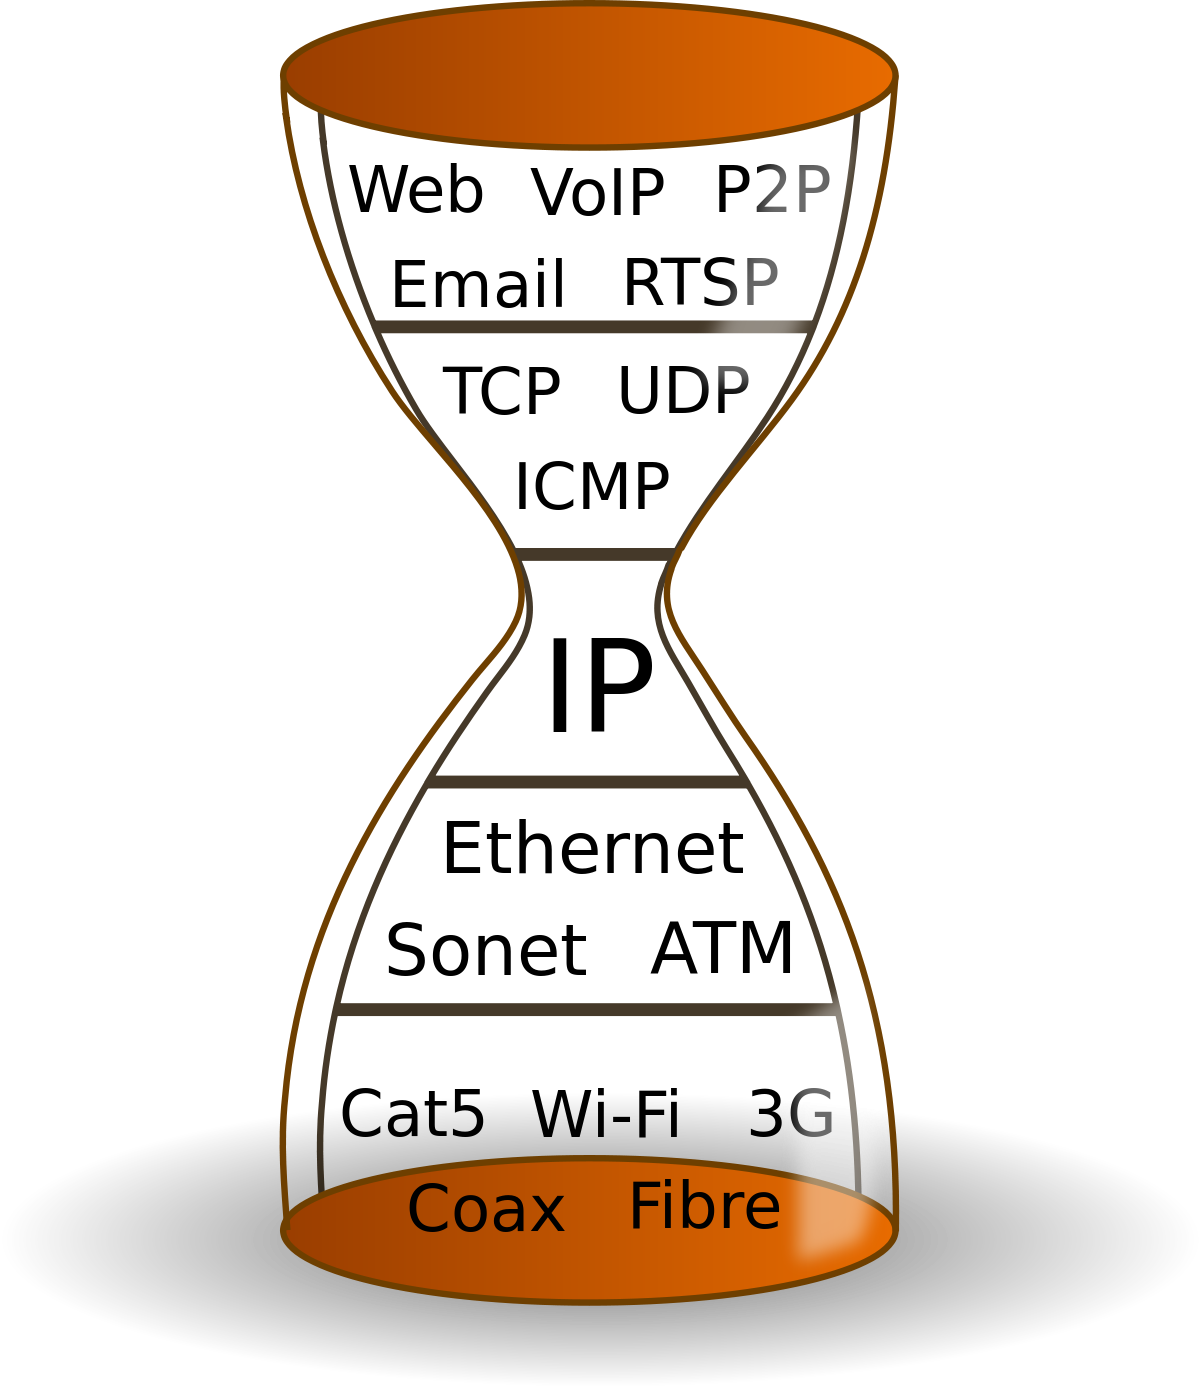 Web VoIP P2P
Email RTSP
TCP UDP
ICMP
IP
Ethernet
Sonet ATM
Cat5 Wi-Fi 3G
Coax Fibre